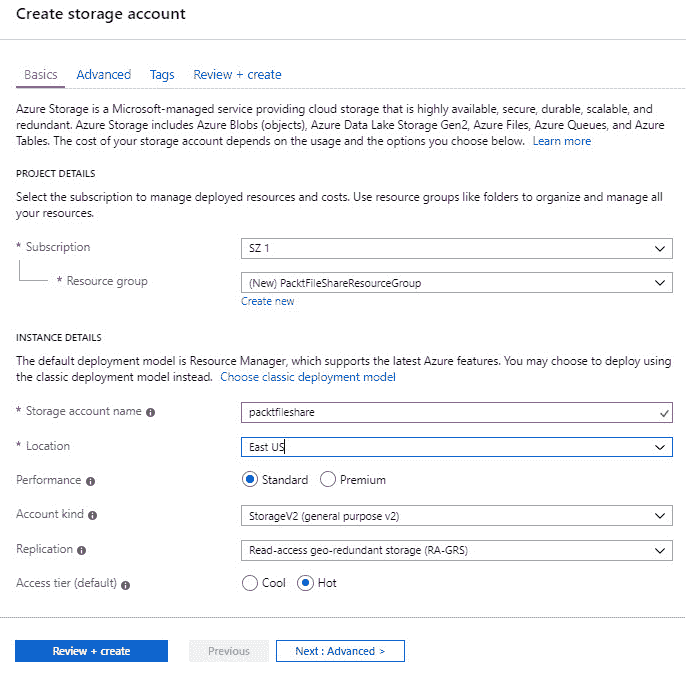 Create storage account
Basics Advanced Tags Review + create
Azure Storage is a Microsoft-managed service providing cloud storage that is highly available, secure, durable, scalable, and
redundant. Azure Storage includes Azure Blobs (objects), Azure Data Lake Storage Gen2, Azure Files, Azure Queues, and Azure
Tables. The cost of your storage account depends on the usage and the options you choose below. Learn more
PROJECT DETAILS
Select the subscription to manage deployed resources and costs. Use resource groups like folders to organize and manage all
your resources.
* Subscription SZ 1
* Resource group (New) PacktFileShareResourceGroup
Create new
INSTANCE DETAILS
The default deployment model is Resource Manager, which supports the latest Azure features. You may choose to deploy using
the classic deployment model instead. Choose classic deployment model
* Storage account name packtfileshare
* Location East US
Performance Standard Premium
Account kind StorageV2 (general purpose v2)
Replication Read-access geo-redundant storage (RA-GRS)
Access tier (default) Cool Hot
Review + create Previous Next : Advanced >